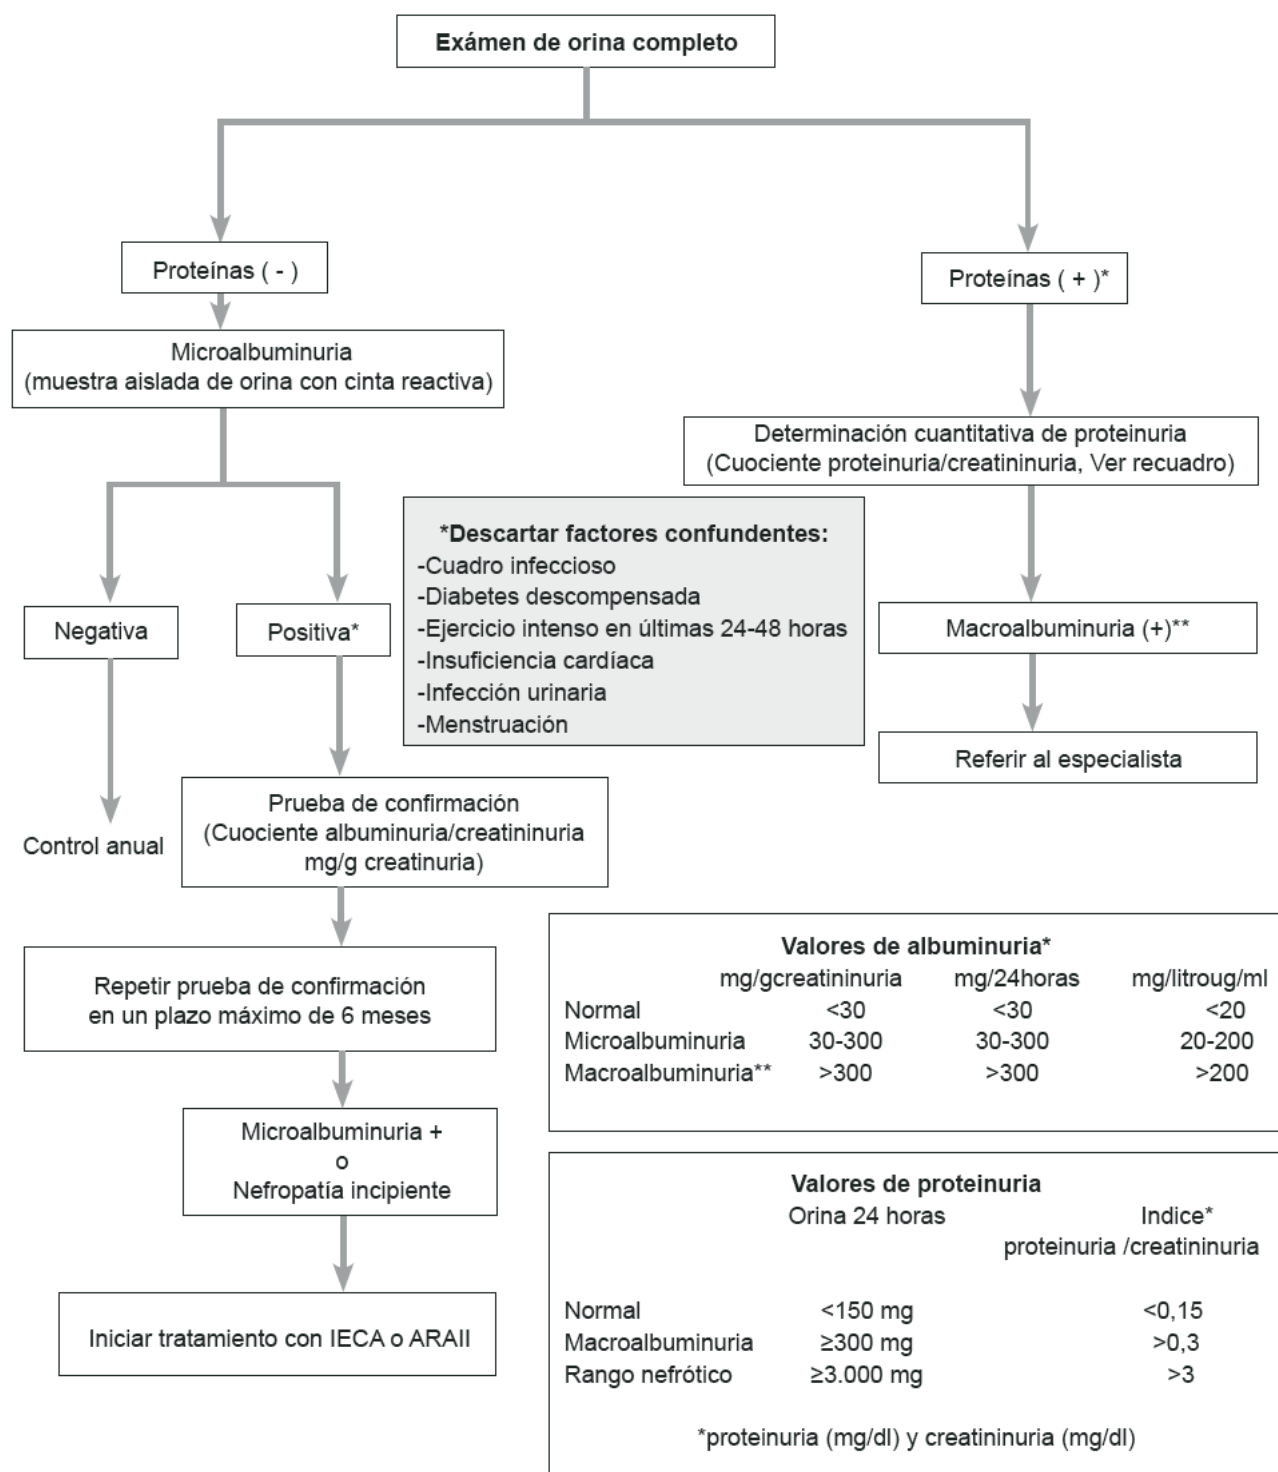 Exámen de orina completo
Proteínas ( - )
Proteínas ( + )*
Microalbuminuria
(muestra aislada de orina con cinta reactiva)
Determinación cuantitativa de proteinuria
(Cuociente proteinuria/creatininuria, Ver recuadro)
*Descartar factores confundentes:
-Cuadro infeccioso
-Diabetes descompensada
-Ejercicio intenso en últimas 24-48 horas
-Insuficiencia cardíaca
-Infección urinaria
-Menstruación
Negativa
Positiva*
Macroalbuminuria (+)**
Referir al especialista
Control anual
Prueba de confirmación
(Cuociente albuminuria/creatininuria
mg/g creatinuria)
Repetir prueba de confirmación
en un plazo máximo de 6 meses
Microalbuminuria +
o
Nefropatía incipiente
Iniciar tratamiento con IECA o ARAII
Valores de albuminuria*
mg/gcreatininuria mg/24horas mg/litroug/ml
Normal <30 <30 <20
Microalbuminuria 30-300 30-300 20-200
Macroalbuminuria** >300 >300 >200
Valores de proteinuria
Orina 24 horas Indice*
proteinuria /creatininuria
Normal <150 mg <0,15
Macroalbuminuria ≥300 mg >0,3
Rango nefrótico ≥3.000 mg >3
*proteinuria (mg/dl) y creatininuria (mg/dl)